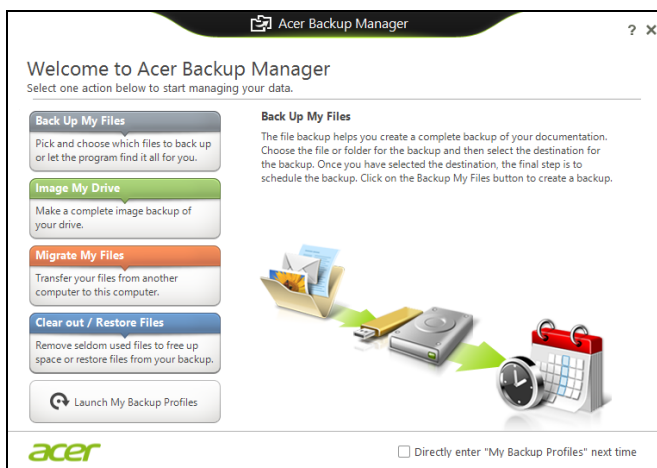 Acer Backup Manager
? X
Welcome to Acer Backup Manager
Select one action below to start managing your data.
Back Up My Files
Pick and choose which files to back up
or let the program find it all for you.
Image My Drive
Make a complete image backup of
your drive.
Migrate My Files
Transfer your files from another
computer to this computer.
Clear out / Restore Files
Remove seldom used files to free up
space or restore files from your backup.
Launch My Backup Profiles
Back Up My Files
The file backup helps you create a complete backup of your documentation.
Choose the file or folder for the backup and then select the destination for
the backup. Once you have selected the destination, the final step is to
schedule the backup. Click on the Backup My Files button to create a backup.
acer
Directly enter "My Backup Profiles" next time